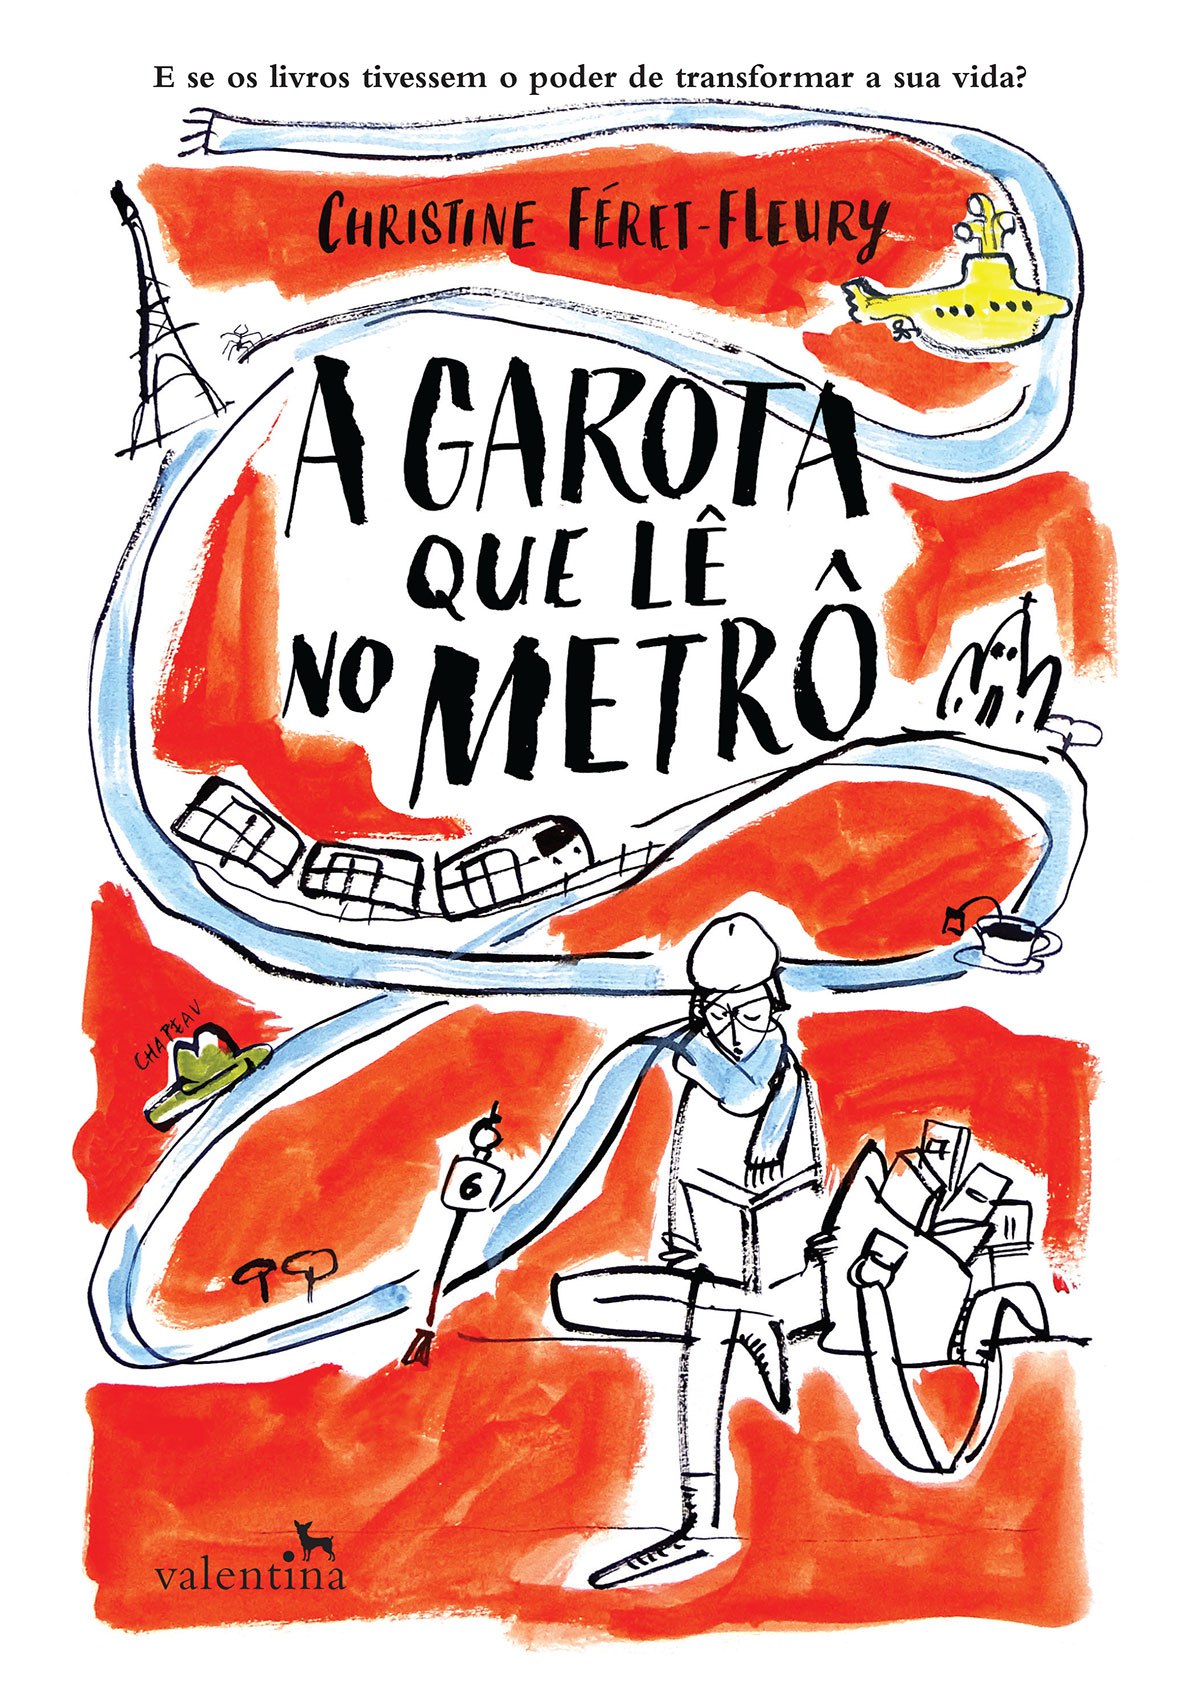 E se os livros tivessem o poder de transformar a sua vida?
CHRISTINE FÉRET-FLEURY
A GAROTA
QUE LÊ
NO METRÔ
CHAPEAU
6
valentina